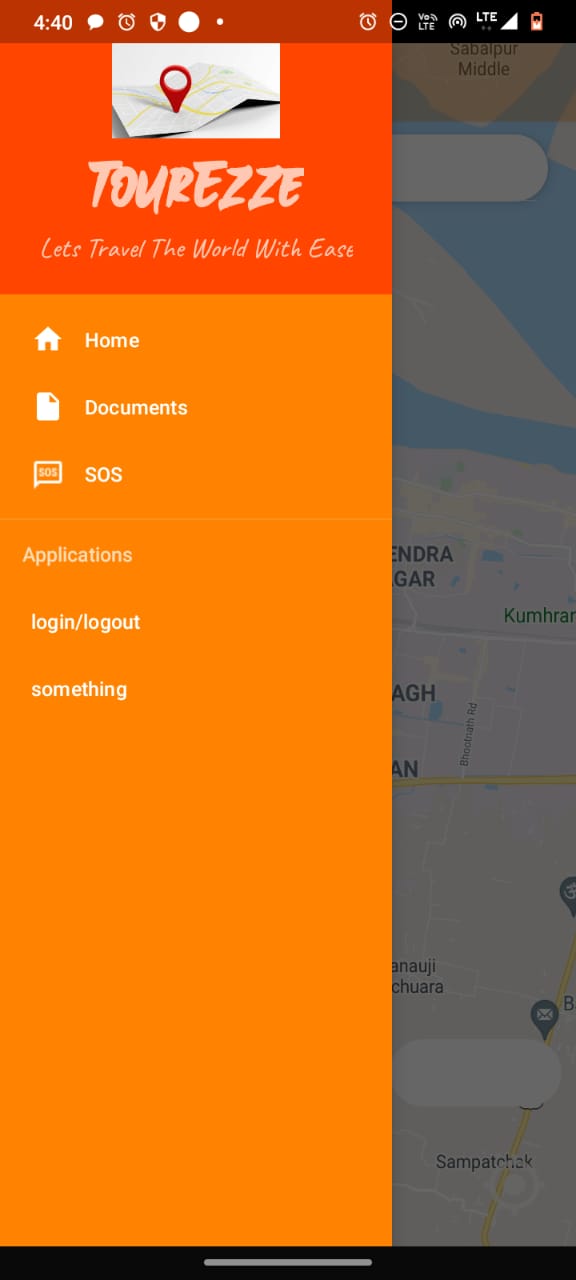 4:40
Vo
LTE
LTE
Sabalpur
Middle
TOUREZZE
Lets Travel The World With Ease
Home
Documents
SOS
SOS
Applications
login/logout
something
ENDRA
GAR
Kumhrar
AGH
Bhootnath Rd
AN
anauji
chuara
B
Sampatchak